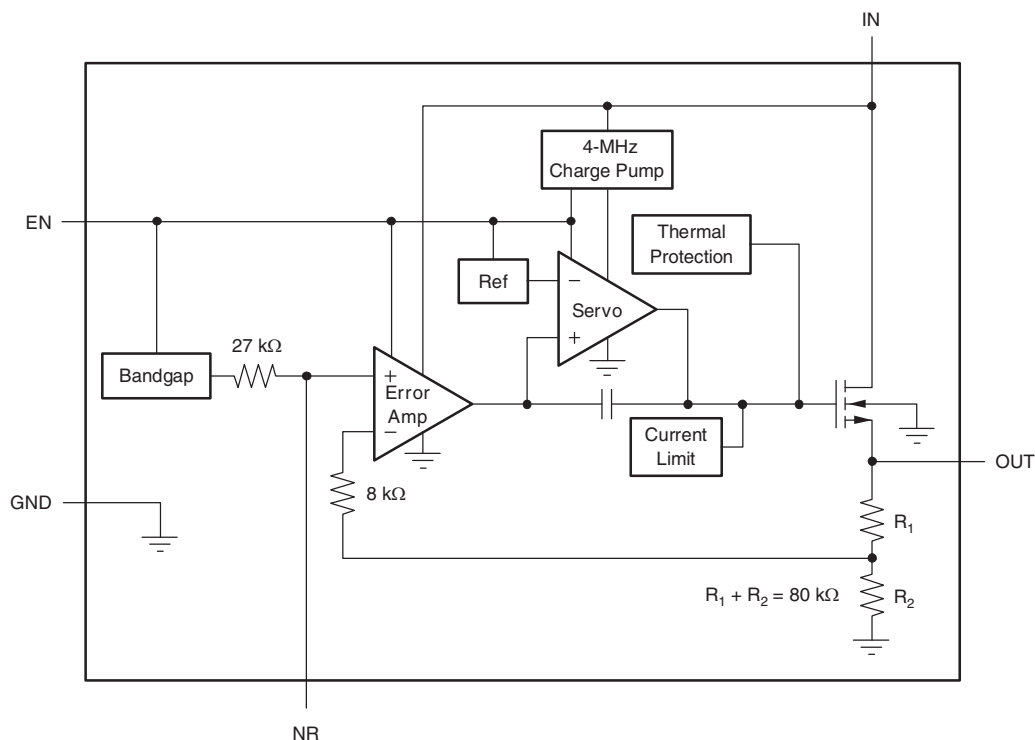 IN
4-MHz
Charge Pump
EN
Thermal
Protection
Ref
−
Servo
+
27 kΩ
Bandgap
+
Error
Amp
−
Current
Limit
OUT
8 kΩ
GND
R1
R1 + R2 = 80 kΩ
R2
NR